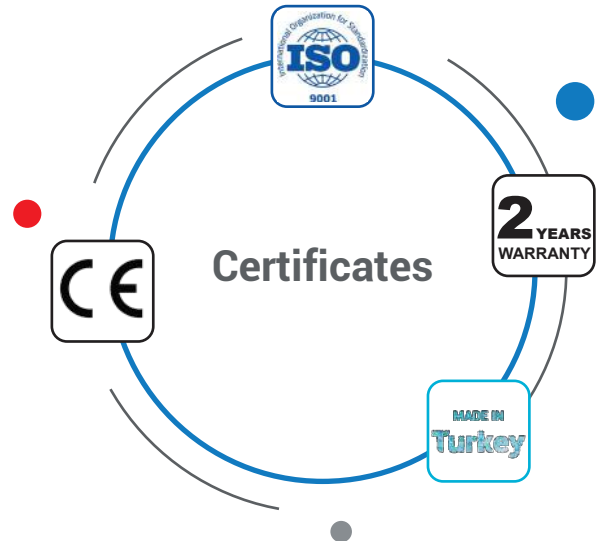 International Organization for Standardization
ISO
9001
2 YEARS
WARRANTY
Certificates
CE
MADE IN
Turkey